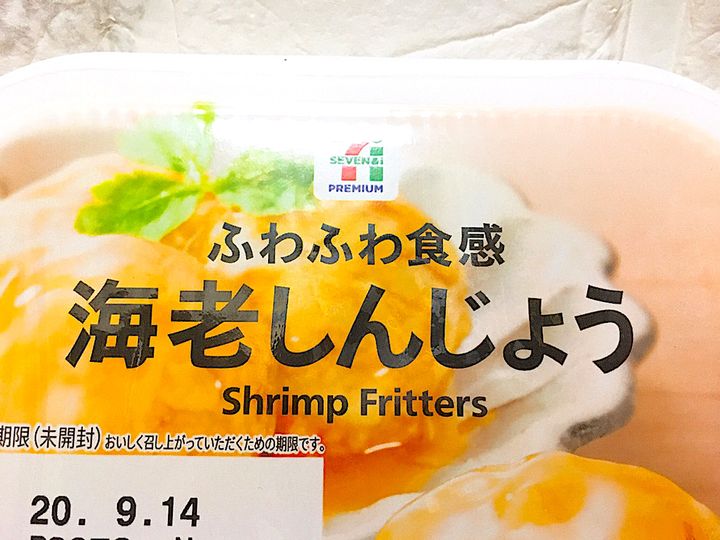 SEVEN&i
PREMIUM
ふわふわ食感
海老しんじょう
Shrimp Fritters
期限(未開封)おいしく召し上がっていただくための期限です。
20. 9.14